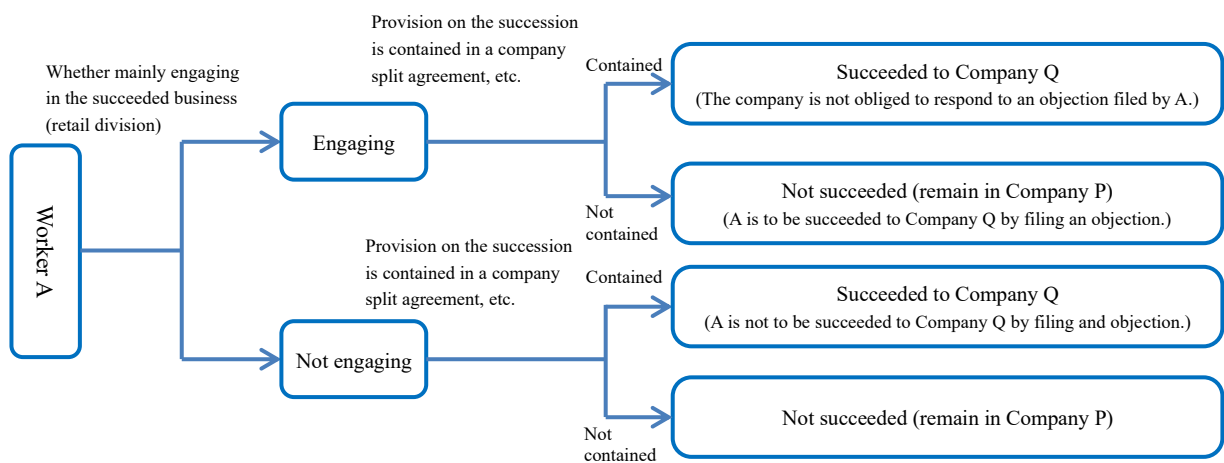 Provision on the succession
is contained in a company
split agreement, etc.
Whether mainly engaging
in the succeeded business
(retail division)
Worker A
Engaging
Contained
Succeeded to Company Q
(The company is not obliged to respond to an objection filed by A.)
Not
contained
Not succeeded (remain in Company P)
(A is to be succeeded to Company Q by filing an objection.)
Provision on the succession
is contained in a company
split agreement, etc.
Not engaging
Contained
Succeeded to Company Q
(A is not to be succeeded to Company Q by filing and objection.)
Not
contained
Not succeeded (remain in Company P)